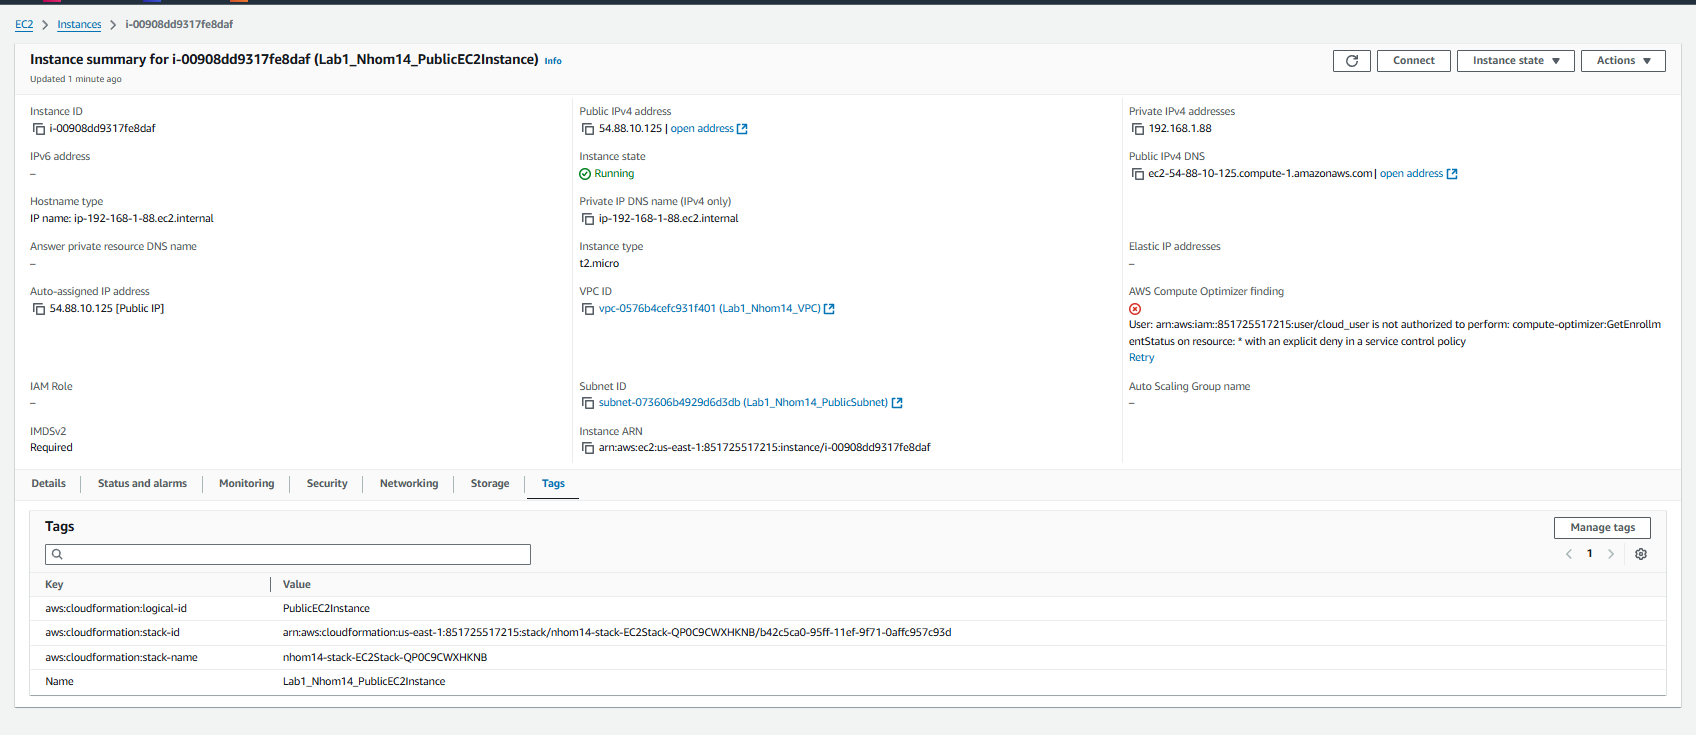 EC2 > Instances > i-00908dd9317fe8daf
Instance summary for i-00908dd9317fe8daf (Lab1_Nhom14_PublicEC2Instance) Info
Updated 1 minute ago
Connect
Instance state
Actions
Instance ID
i-00908dd9317fe8daf
Public IPv4 address
54.88.10.125 | open address
Private IPv4 addresses
192.168.1.88
IPv6 address
–
Instance state
Running
Public IPv4 DNS
ec2-54-88-10-125.compute-1.amazonaws.com | open address
Hostname type
IP name: ip-192-168-1-88.ec2.internal
Private IP DNS name (IPv4 only)
ip-192-168-1-88.ec2.internal
Answer private resource DNS name
–
Instance type
t2.micro
Elastic IP addresses
–
Auto-assigned IP address
54.88.10.125 [Public IP]
VPC ID
vpc-0576b4cefc931f401 (Lab1_Nhom14_VPC)
AWS Compute Optimizer finding
User: arn:aws:iam::851725517215:user/cloud_user is not authorized to perform: compute-optimizer:GetEnrollm
entStatus on resource: * with an explicit deny in a service control policy
Retry
IAM Role
–
Subnet ID
subnet-073606b4929d6d3db (Lab1_Nhom14_PublicSubnet)
Auto Scaling Group name
–
IMDSv2
Required
Instance ARN
arn:aws:ec2:us-east-1:851725517215:instance/i-00908dd9317fe8daf
Details
Status and alarms
Monitoring
Security
Networking
Storage
Tags
Tags
Manage tags
< 1 >
Key Value
aws:cloudformation:logical-id PublicEC2Instance
aws:cloudformation:stack-id arn:aws:cloudformation:us-east-1:851725517215:stack/nhom14-stack-EC2Stack-QP0C9CWXHKNB/b42c5ca0-95ff-11ef-9f71-0affc957c93d
aws:cloudformation:stack-name nhom14-stack-EC2Stack-QP0C9CWXHKNB
Name Lab1_Nhom14_PublicEC2Instance